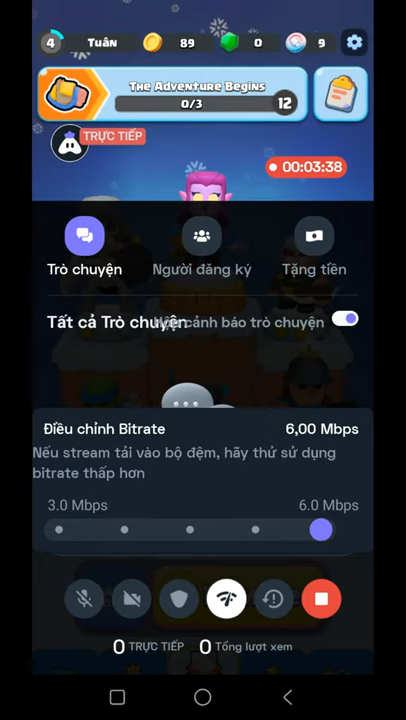 4 Tuân 89 0 9
The Adventure Begins
0/3 12
TRỰC TIẾP
00:03:38
Trò chuyện Người đăng ký Tặng tiền
Tất cả Trò chuyện cảnh báo trò chuyện
Điều chỉnh Bitrate 6,00 Mbps
Nếu stream tải vào bộ đệm, hãy thử sử dụng
bitrate thấp hơn
3.0 Mbps 6.0 Mbps
0 TRỰC TIẾP 0 Tổng lượt xem